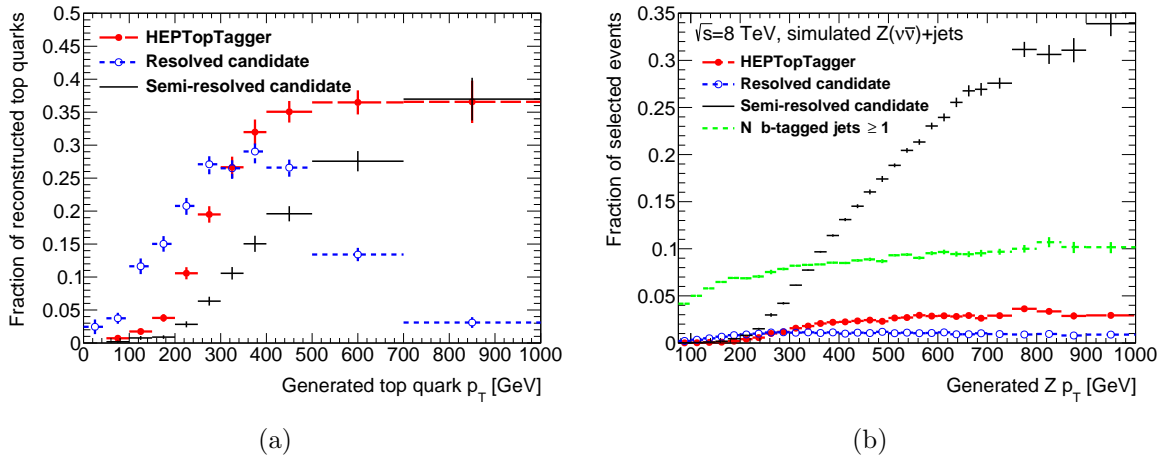 0.5
0.45
0.4
0.35
0.3
0.25
0.2
0.15
0.1
0.05
0
Fraction of reconstructed top quarks
HEPTopTagger
Resolved candidate
Semi-resolved candidate
0 100 200 300 400 500 600 700 800 900 1000
Generated top quark p_T [GeV]
(a)
0.35
0.3
0.25
0.2
0.15
0.1
0.05
0
Fraction of selected events
√s=8 TeV, simulated Z(νν̄)+jets
HEPTopTagger
Resolved candidate
Semi-resolved candidate
N b-tagged jets ≥ 1
100 200 300 400 500 600 700 800 900 1000
Generated Z p_T [GeV]
(b)